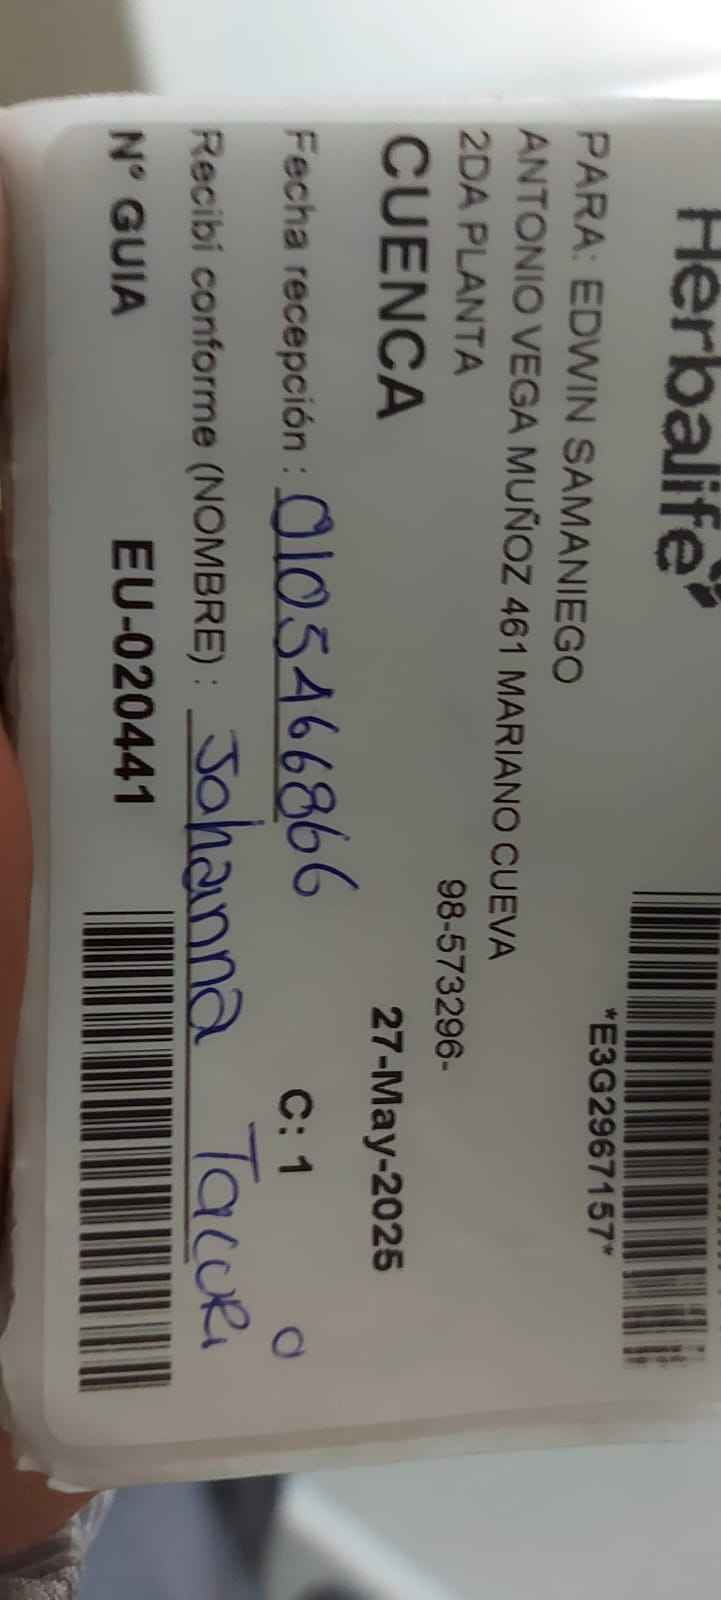 Herbalife
*E3G2967157*
PARA: EDWIN SAMANIEGO
ANTONIO VEGA MUÑOZ 461 MARIANO CUEVA
2DA PLANTA 98-573296-
CUENCA 27-May-2025
Fecha recepción : 0105466866 C: 1
Recibí conforme (NOMBRE) : Johanna Tacuri
N° GUIA EU-020441